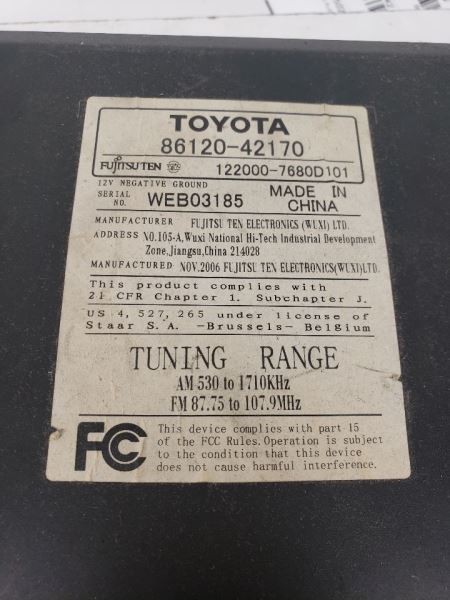 TOYOTA
86120-42170
FUJITSU TEN 122000-7680D101
12V NEGATIVE GROUND
SERIAL NO. WEB03185
MADE IN CHINA
MANUFACTURER FUJITSU TEN ELECTRONICS (WUXI) LTD.
ADDRESS NO.105-A,Wuxi National Hi-Tech Industrial Development
Zone,Jiangsu,China 214028
MANUFACTURED NOV.2006 FUJITSU TEN ELECTRONICS(WUXI)LTD.
This product complies with
21 CFR Chapter 1. Subchapter J.
US 4, 527, 265 under license of
Staar S. A. -Brussels- Belgium
TUNING RANGE
AM 530 to 1710KHz
FM 87.75 to 107.9MHz
FC
This device complies with part 15
of the FCC Rules. Operation is subject
to the condition that this device
does not cause harmful interference.